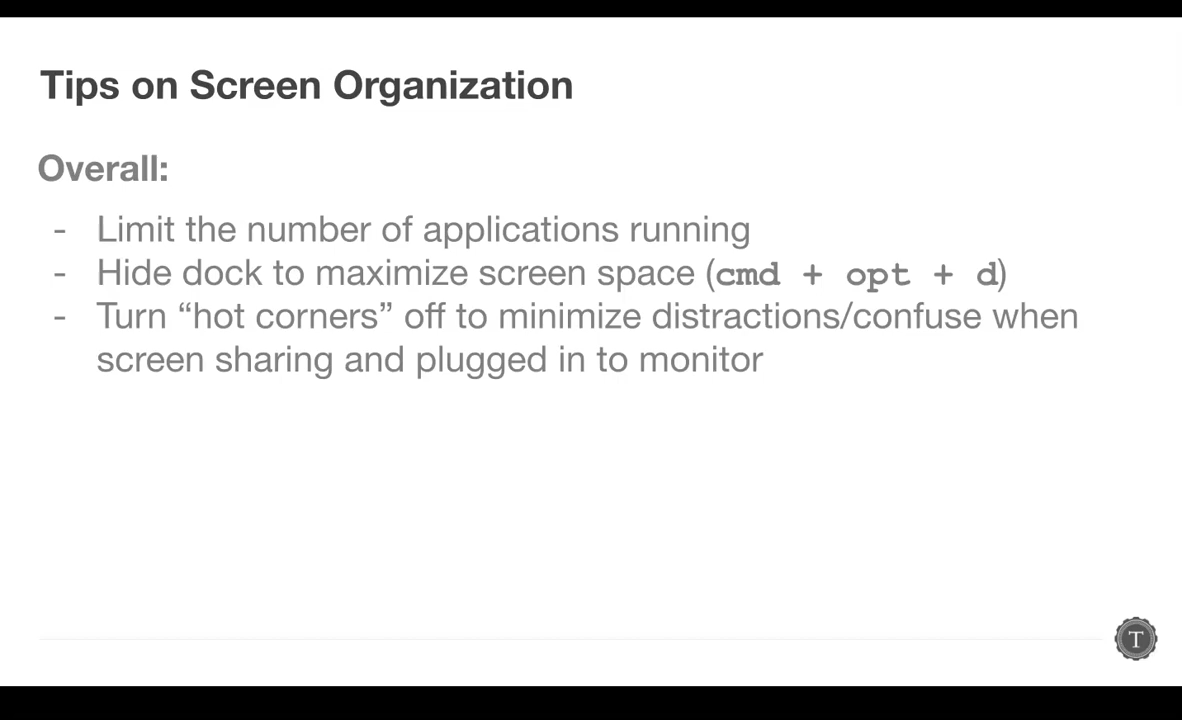 Tips on Screen Organization
Overall:
- Limit the number of applications running
- Hide dock to maximize screen space (cmd + opt + d)
- Turn “hot corners” off to minimize distractions/confuse when
screen sharing and plugged in to monitor
T